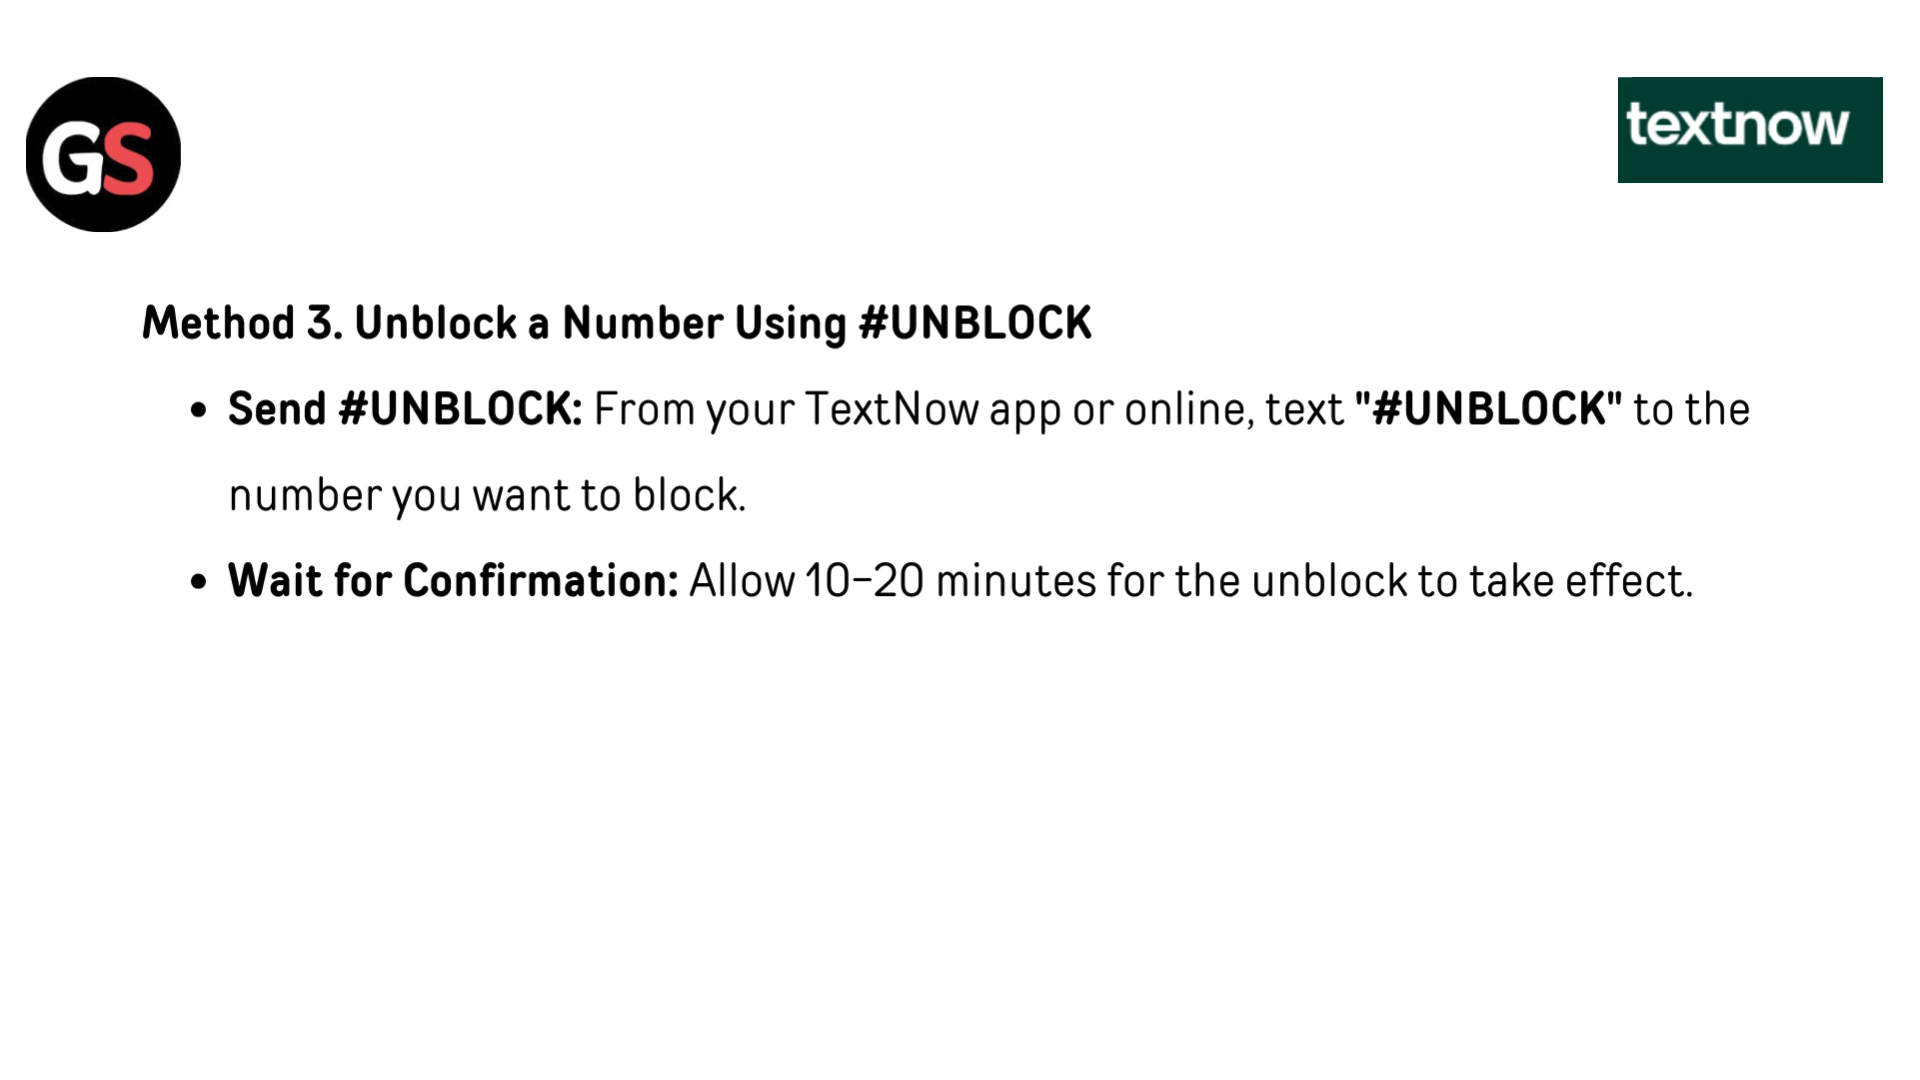 GS
textnow
Method 3. Unblock a Number Using #UNBLOCK
• Send #UNBLOCK: From your TextNow app or online, text "#UNBLOCK" to the
number you want to block.
• Wait for Confirmation: Allow 10–20 minutes for the unblock to take effect.